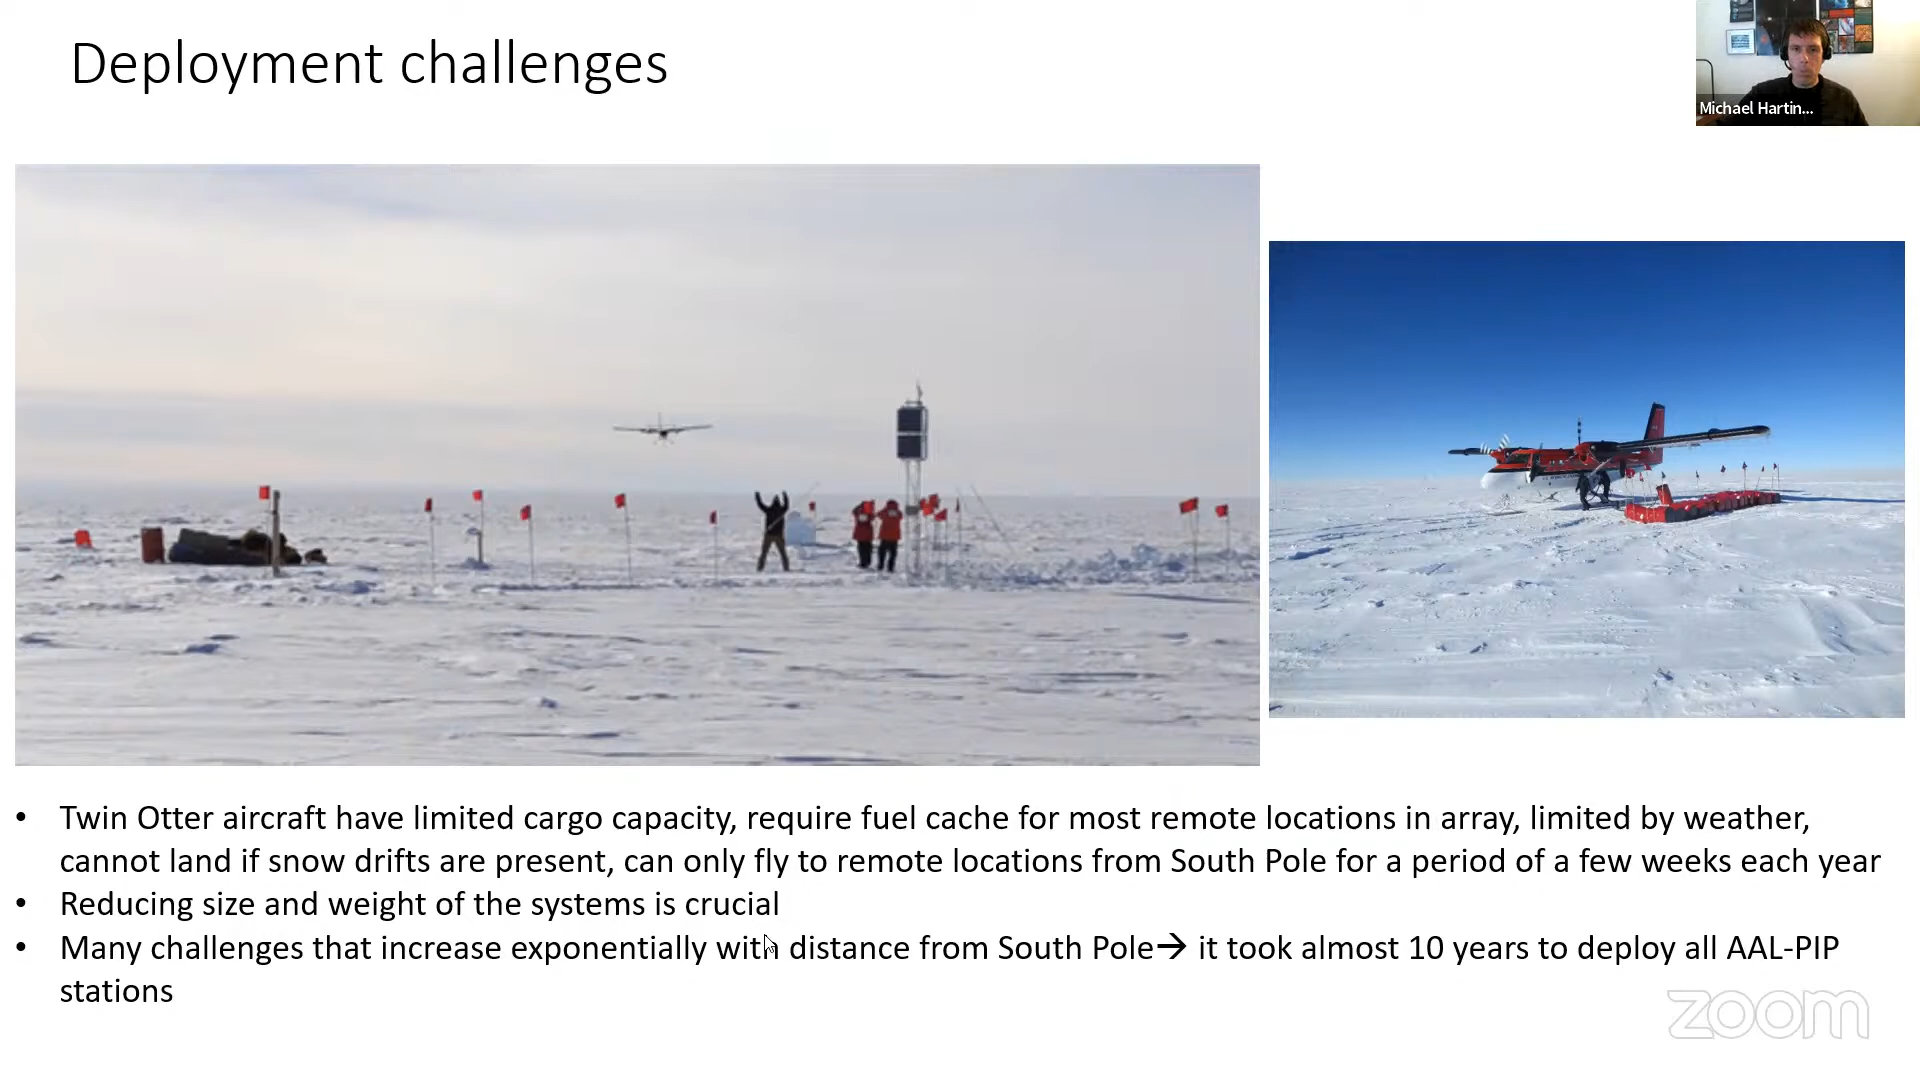 Deployment challenges
Michael Hartin...
• Twin Otter aircraft have limited cargo capacity, require fuel cache for most remote locations in array, limited by weather,
cannot land if snow drifts are present, can only fly to remote locations from South Pole for a period of a few weeks each year
• Reducing size and weight of the systems is crucial
• Many challenges that increase exponentially with distance from South Pole→ it took almost 10 years to deploy all AAL-PIP
stations
zoom